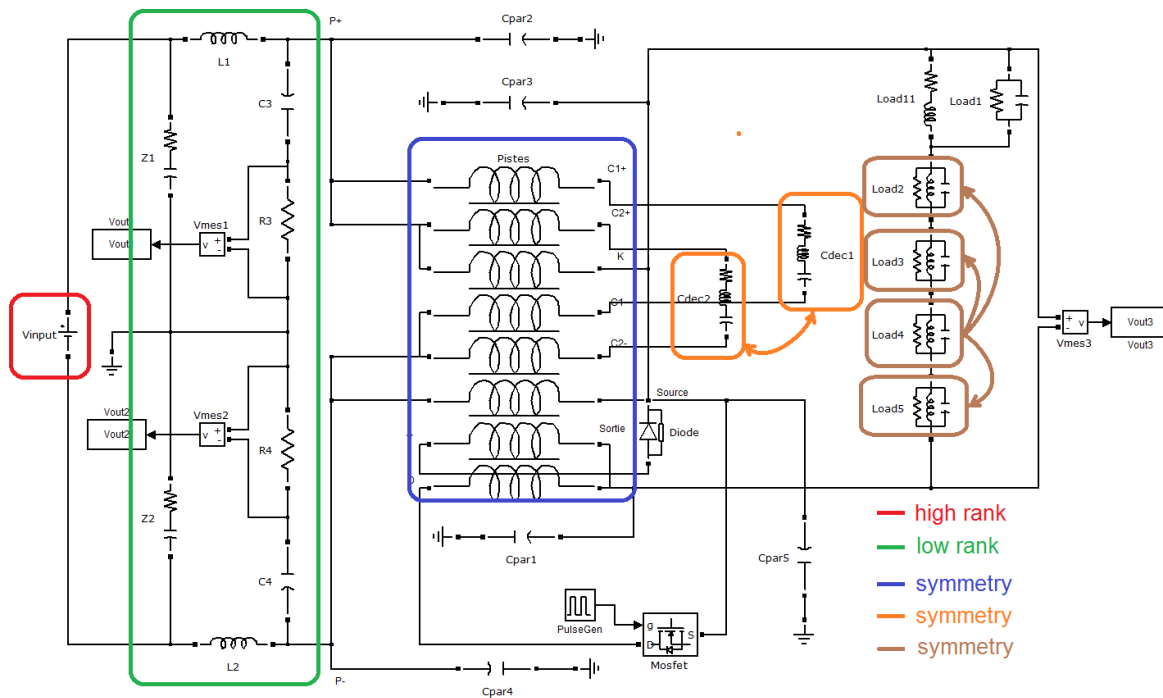 P+
Cpar2
L1
Cpar3
C3
Load11
Load1
Z1
Pistes
C1+
Load2
Vout
Vout
Vmes1
v
+
-
R3
C2+
K
Cdec1
Load3
Cdec2
C1-
Vinput
+
Load4
+
-
v
Vout3
Vout3
Vmes3
C2-
Vout2
Vout2
Vmes2
v
+
-
R4
Source
Sortie
Diode
Load5
Z2
high rank
low rank
Cpar1
Cpar5
C4
symmetry
symmetry
symmetry
PulseGen
g
D
S
Mosfet
L2
P-
Cpar4